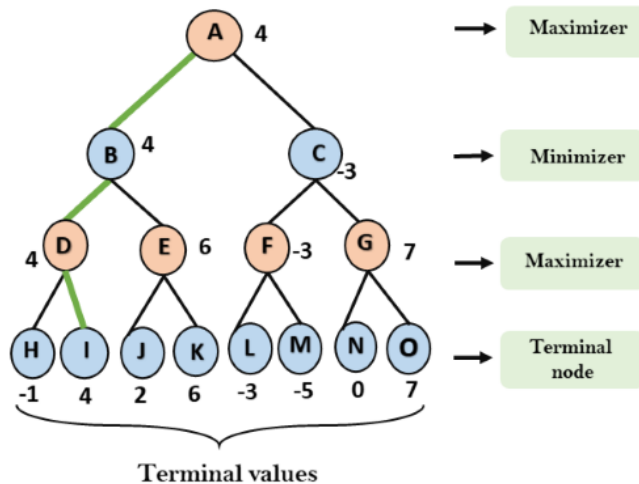 A 4 Maximizer
B 4 C -3 Minimizer
D 4 E 6 F -3 G 7 Maximizer
H I J K L M N O Terminal
node
-1 4 2 6 -3 -5 0 7
Terminal values